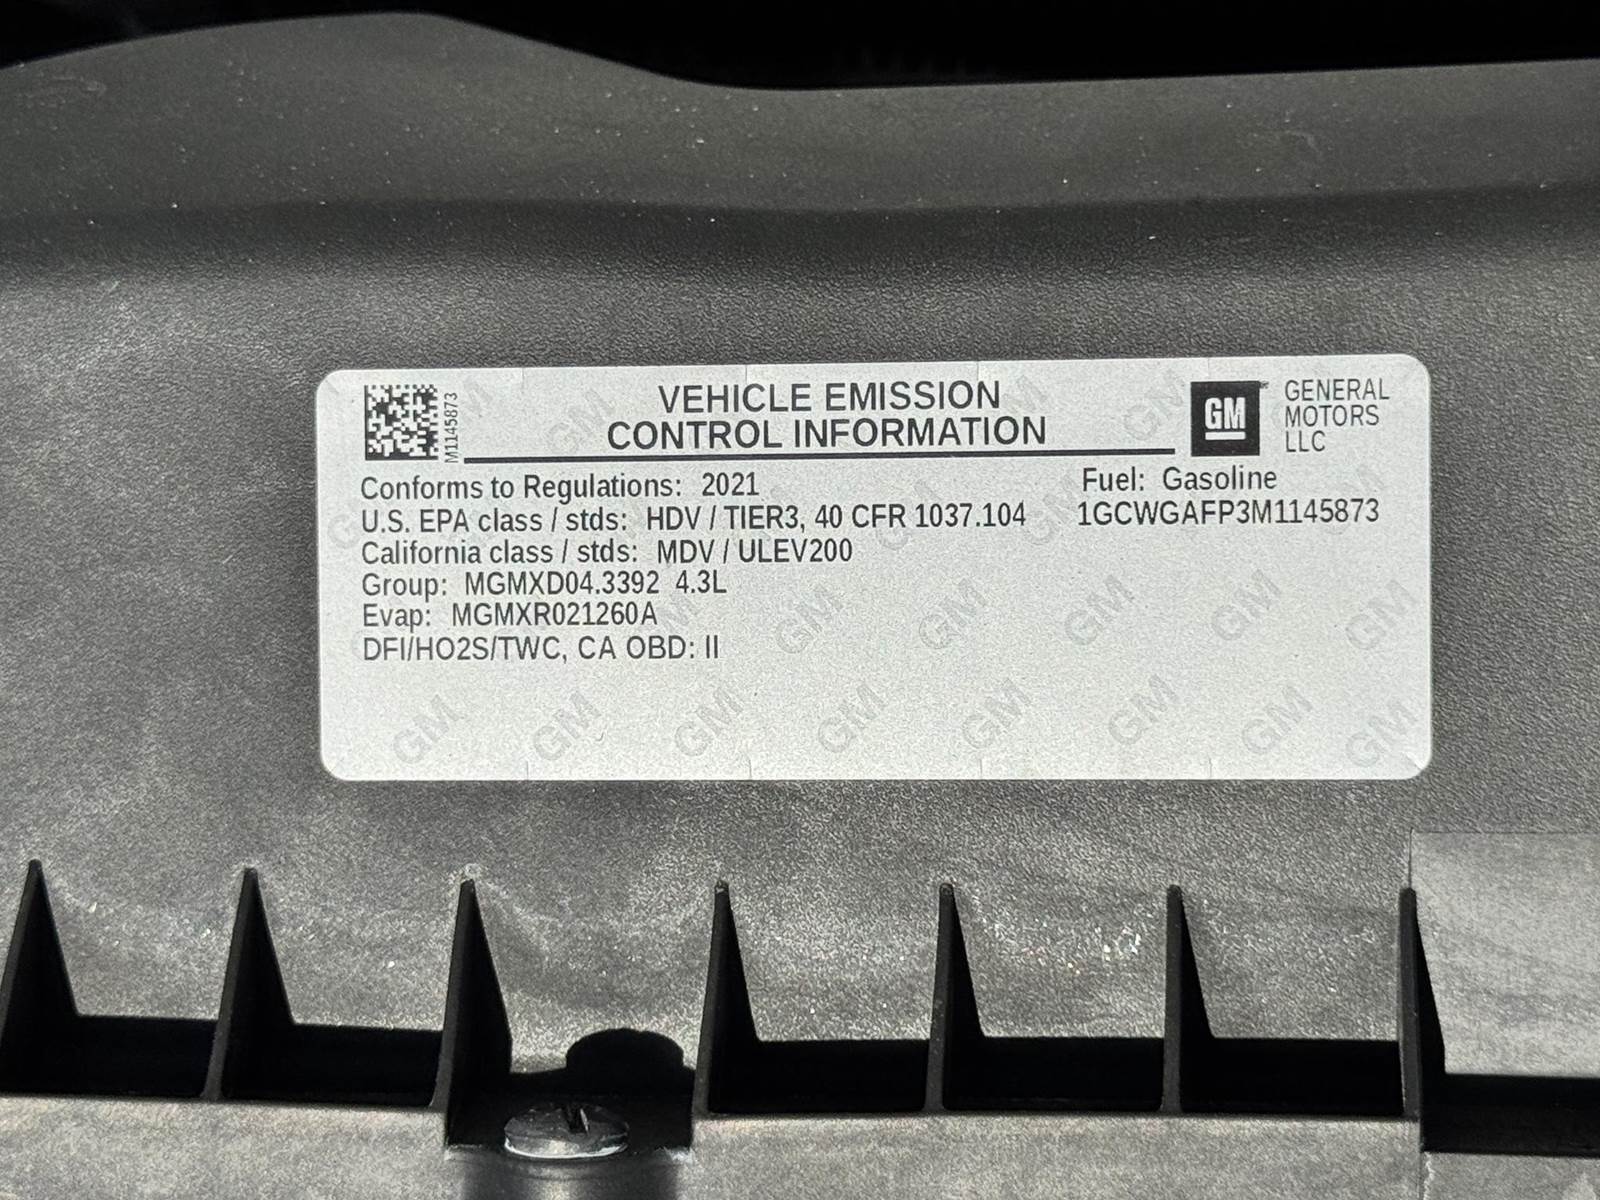 VEHICLE EMISSION
CONTROL INFORMATION
M1145873
GM
GENERAL
MOTORS
LLC
Conforms to Regulations: 2021
Fuel: Gasoline
U.S. EPA class / stds: HDV / TIER3, 40 CFR 1037.104
1GCWGAFP3M1145873
California class / stds: MDV / ULEV200
Group: MGMXD04.3392 4.3L
Evap: MGMXR021260A
DFI/HO2S/TWC, CA OBD: II